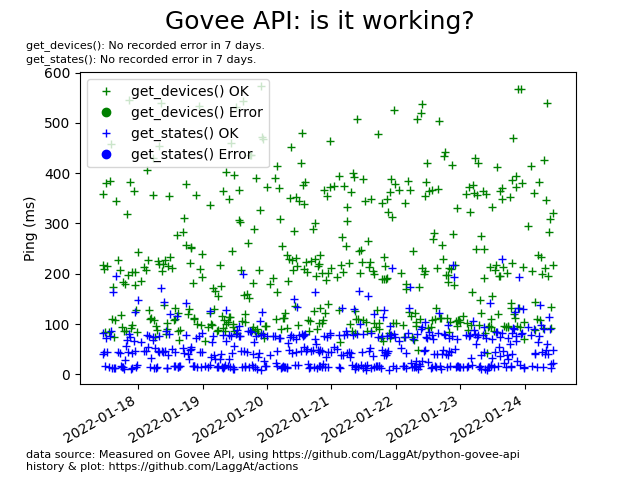 Govee API: is it working?
get_devices(): No recorded error in 7 days.
get_states(): No recorded error in 7 days.
get_devices() OK
get_devices() Error
get_states() OK
get_states() Error
Ping (ms)
600
500
400
300
200
100
0
2022-01-18
2022-01-19
2022-01-20
2022-01-21
2022-01-22
2022-01-23
2022-01-24
data source: Measured on Govee API, using https://github.com/LaggAt/python-govee-api
history & plot: https://github.com/LaggAt/actions